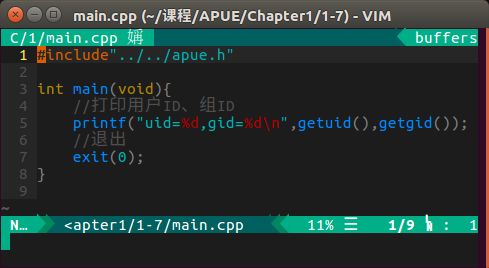 main.cpp (~/课程/APUE/Chapter1/1-7) - VIM
C/1/main.cpp buffers
1 #include"../../apue.h"
2
3 int main(void){
4 //打印用户ID、组ID
5 printf("uid=%d,gid=%d\n",getuid(),getgid());
6 //退出
7 exit(0);
8 }
9
~
N… <apter1/1-7/main.cpp 11% ☰ 1/9 : 1